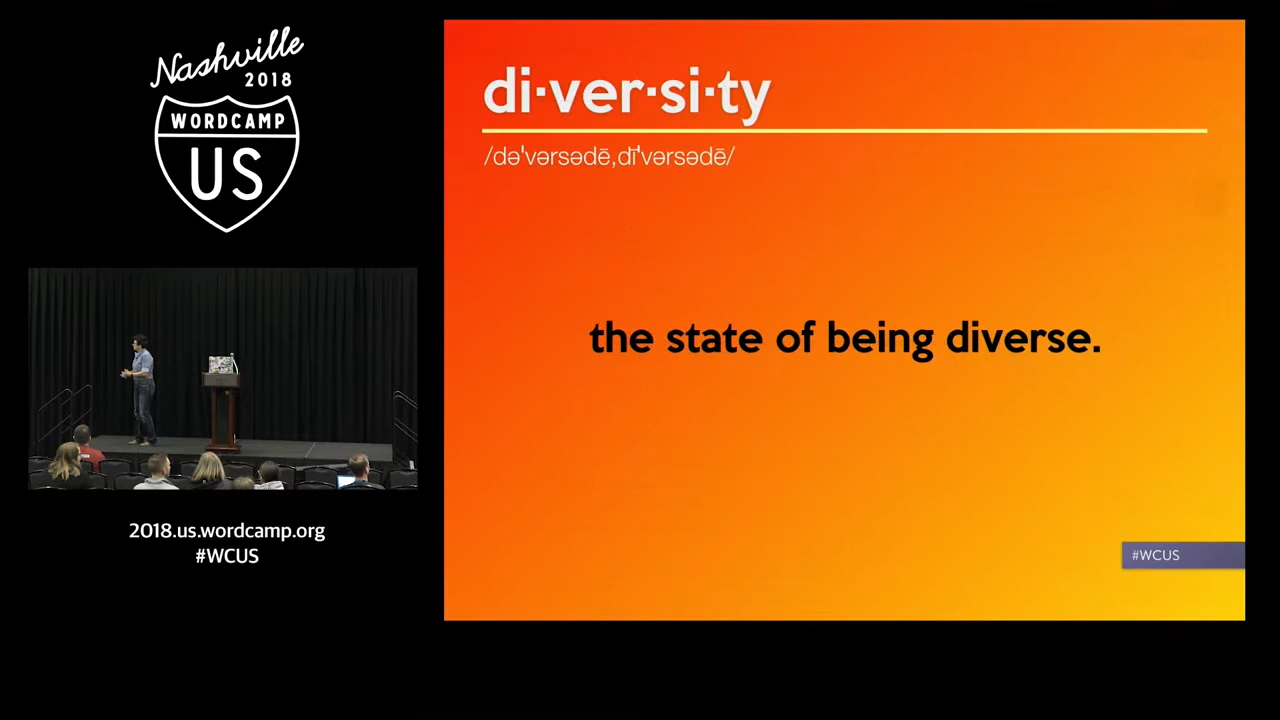 Nashville
2018
WORDCAMP
US
2018.us.wordcamp.org
#WCUS
di·ver·si·ty
/dəˈvərsədē,dīˈvərsədē/
the state of being diverse.
#WCUS